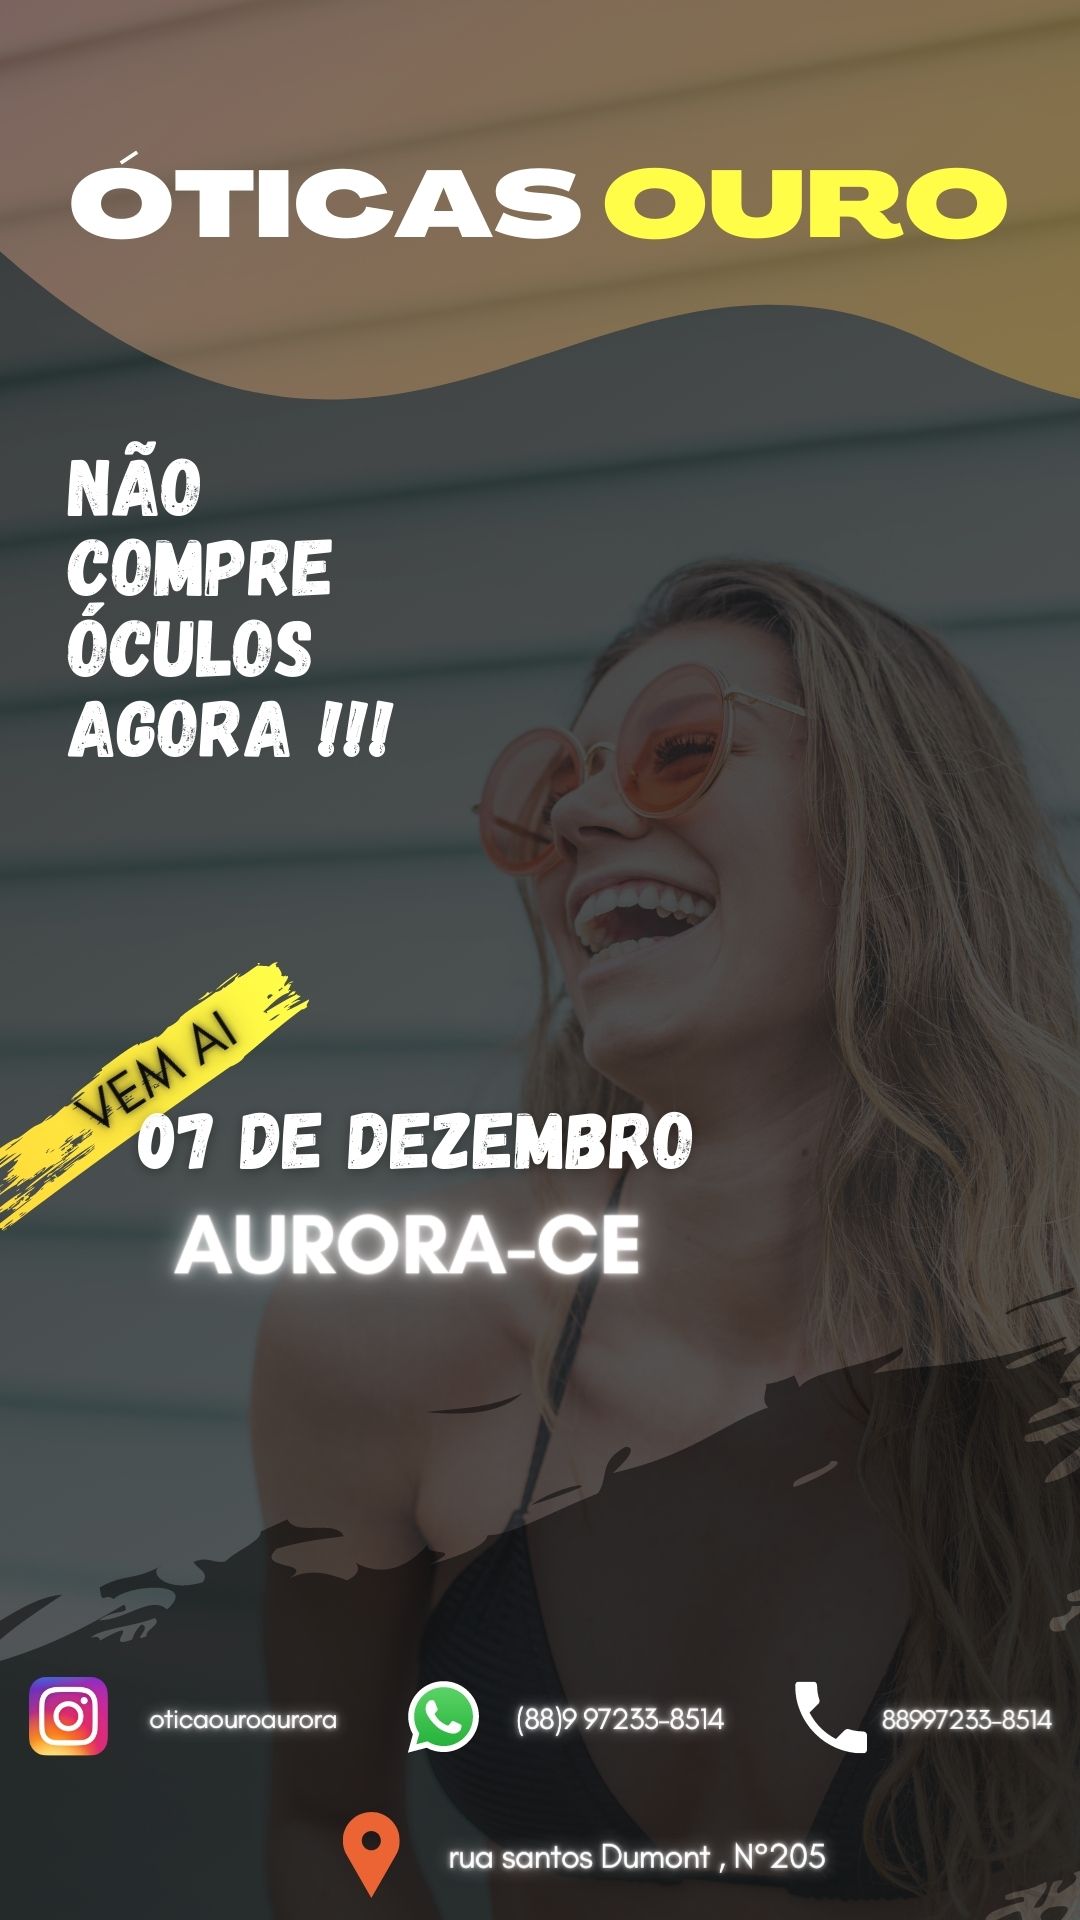 ÓTICAS OURO
NÃO
COMPRE
ÓCULOS
AGORA !!!
VEM AI
07 DE DEZEMBRO
AURORA-CE
oticaouroaurora
(88)9 97233-8514
88997233-8514
rua santos Dumont , N°205